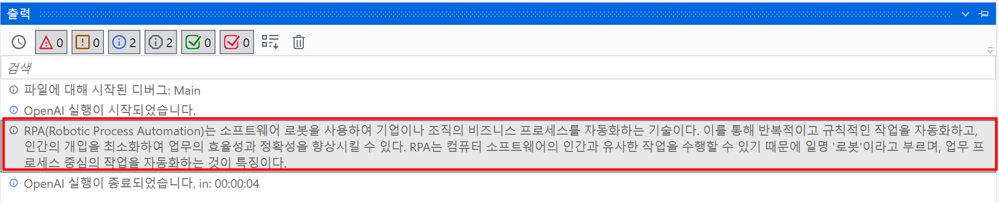 출력
0 0 2 2 0 0
검색
파일에 대해 시작된 디버그: Main
OpenAI 실행이 시작되었습니다.
RPA(Robotic Process Automation)는 소프트웨어 로봇을 사용하여 기업이나 조직의 비즈니스 프로세스를 자동화하는 기술이다. 이를 통해 반복적이고 규칙적인 작업을 자동화하고,
인간의 개입을 최소화하여 업무의 효율성과 정확성을 향상시킬 수 있다. RPA는 컴퓨터 소프트웨어의 인간과 유사한 작업을 수행할 수 있기 때문에 일명 '로봇'이라고 부르며, 업무 프
로세스 중심의 작업을 자동화하는 것이 특징이다.
OpenAI 실행이 종료되었습니다. in: 00:00:04